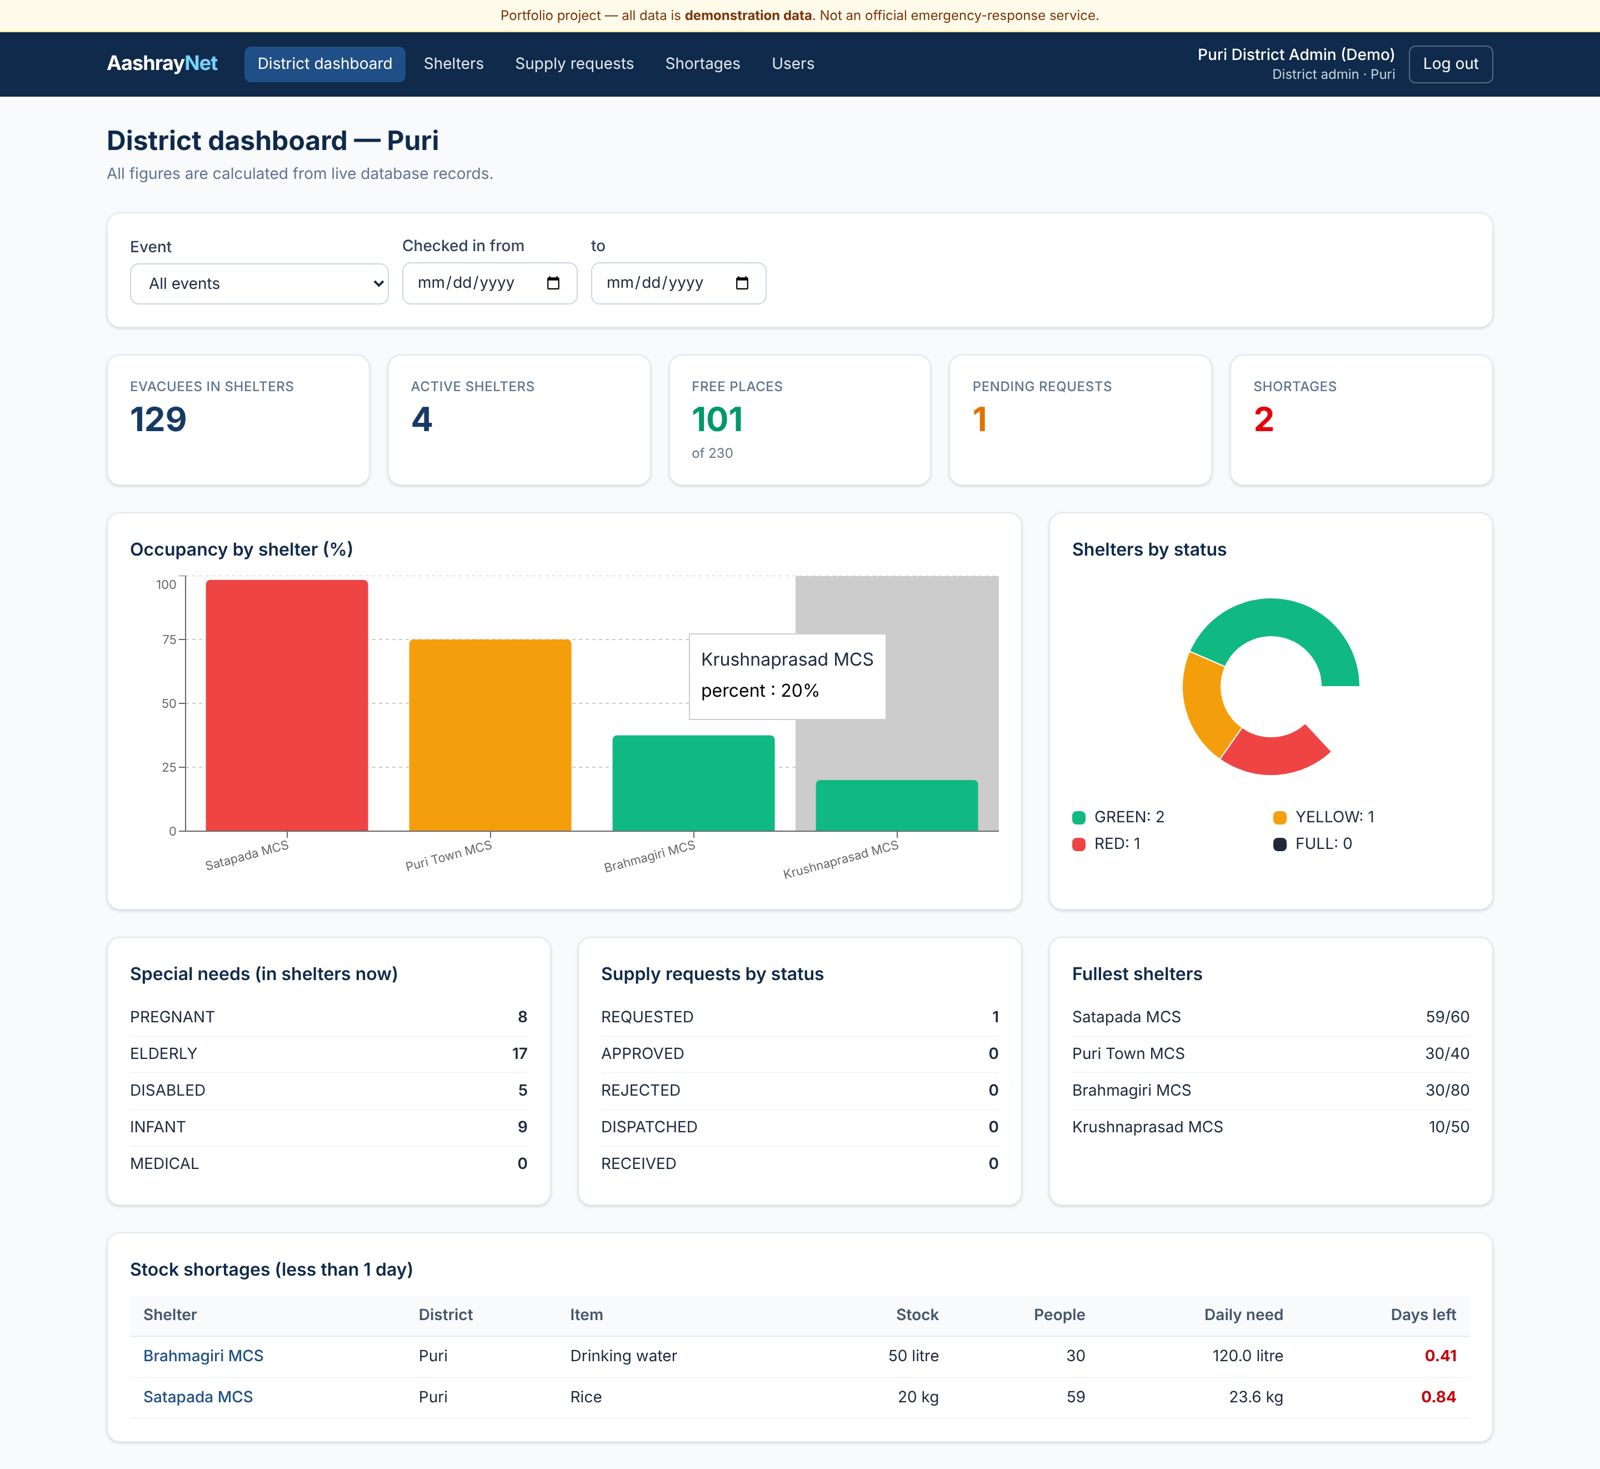 Portfolio project — all data is demonstration data. Not an official emergency-response service.
AashrayNet
District dashboard
Shelters
Supply requests
Shortages
Users
Puri District Admin (Demo)
District admin · Puri
Log out
District dashboard — Puri
All figures are calculated from live database records.
Event
Checked in from
to
All events
mm/dd/yyyy
mm/dd/yyyy
EVACUEES IN SHELTERS
129
ACTIVE SHELTERS
4
FREE PLACES
101
of 230
PENDING REQUESTS
1
SHORTAGES
2
Occupancy by shelter (%)
100
75
50
25
0
Krushnaprasad MCS
percent : 20%
Satapada MCS
Puri Town MCS
Brahmagiri MCS
Krushnaprasad MCS
Shelters by status
GREEN: 2
YELLOW: 1
RED: 1
FULL: 0
Special needs (in shelters now)
PREGNANT 8
ELDERLY 17
DISABLED 5
INFANT 9
MEDICAL 0
Supply requests by status
REQUESTED 1
APPROVED 0
REJECTED 0
DISPATCHED 0
RECEIVED 0
Fullest shelters
Satapada MCS 59/60
Puri Town MCS 30/40
Brahmagiri MCS 30/80
Krushnaprasad MCS 10/50
Stock shortages (less than 1 day)
Shelter District Item Stock People Daily need Days left
Brahmagiri MCS Puri Drinking water 50 litre 30 120.0 litre 0.41
Satapada MCS Puri Rice 20 kg 59 23.6 kg 0.84